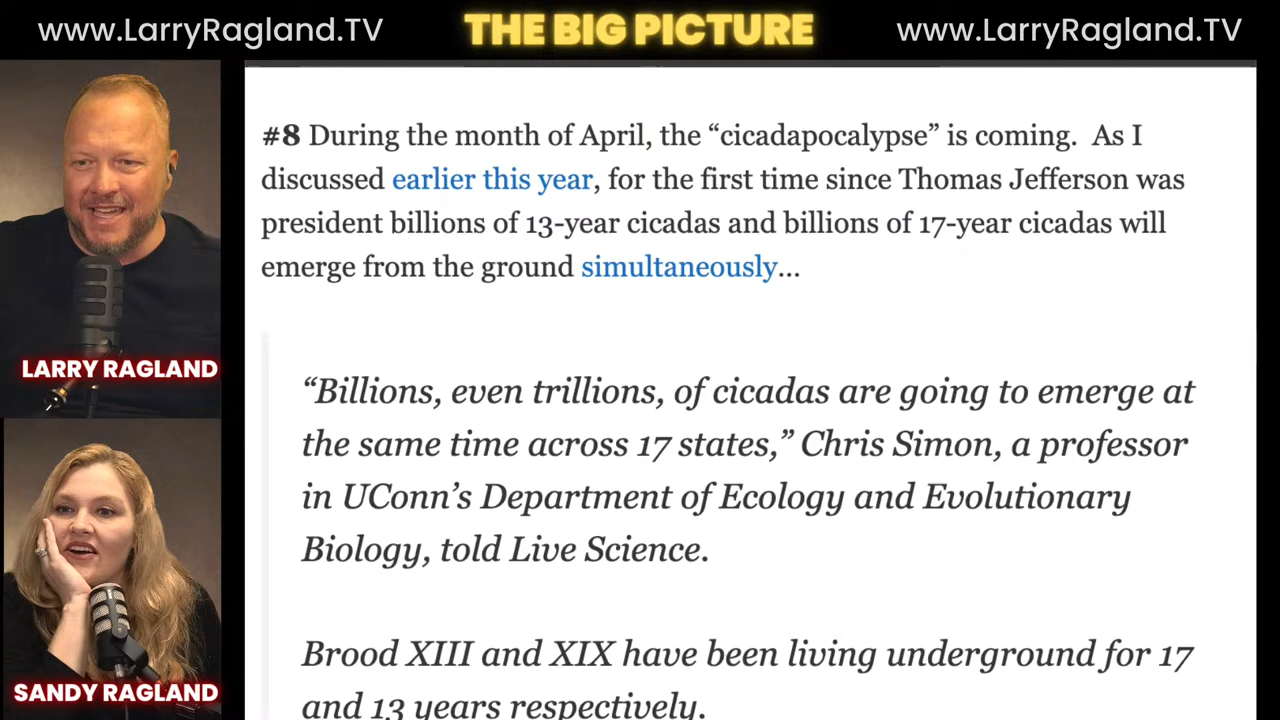 www.LarryRagland.TV
THE BIG PICTURE
www.LarryRagland.TV
#8 During the month of April, the “cicadapocalypse” is coming. As I
discussed earlier this year, for the first time since Thomas Jefferson was
president billions of 13-year cicadas and billions of 17-year cicadas will
emerge from the ground simultaneously...
“Billions, even trillions, of cicadas are going to emerge at
the same time across 17 states,” Chris Simon, a professor
in UConn’s Department of Ecology and Evolutionary
Biology, told Live Science.
Brood XIII and XIX have been living underground for 17
and 13 years respectively.
LARRY RAGLAND
SANDY RAGLAND